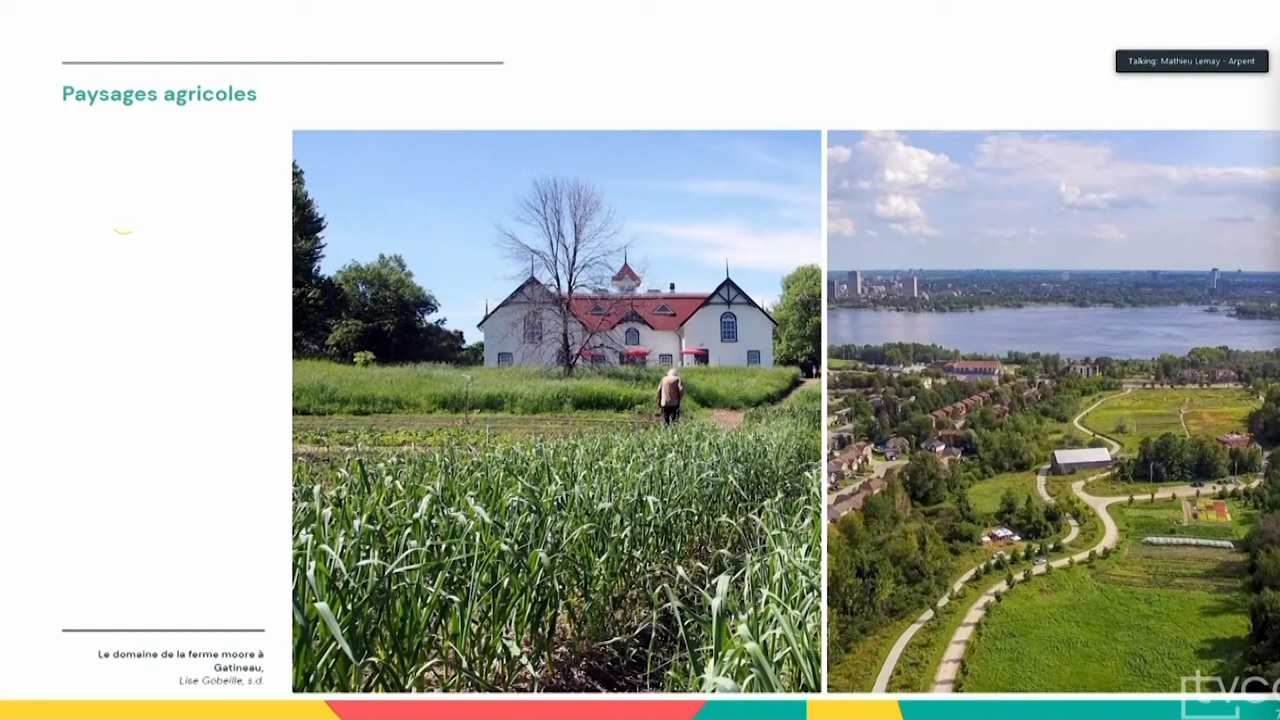 Talking: Mathieu Lemay - Arpent
Paysages agricoles
Le domaine de la ferme moore à
Gatineau,
Lise Gobeille, s.d.